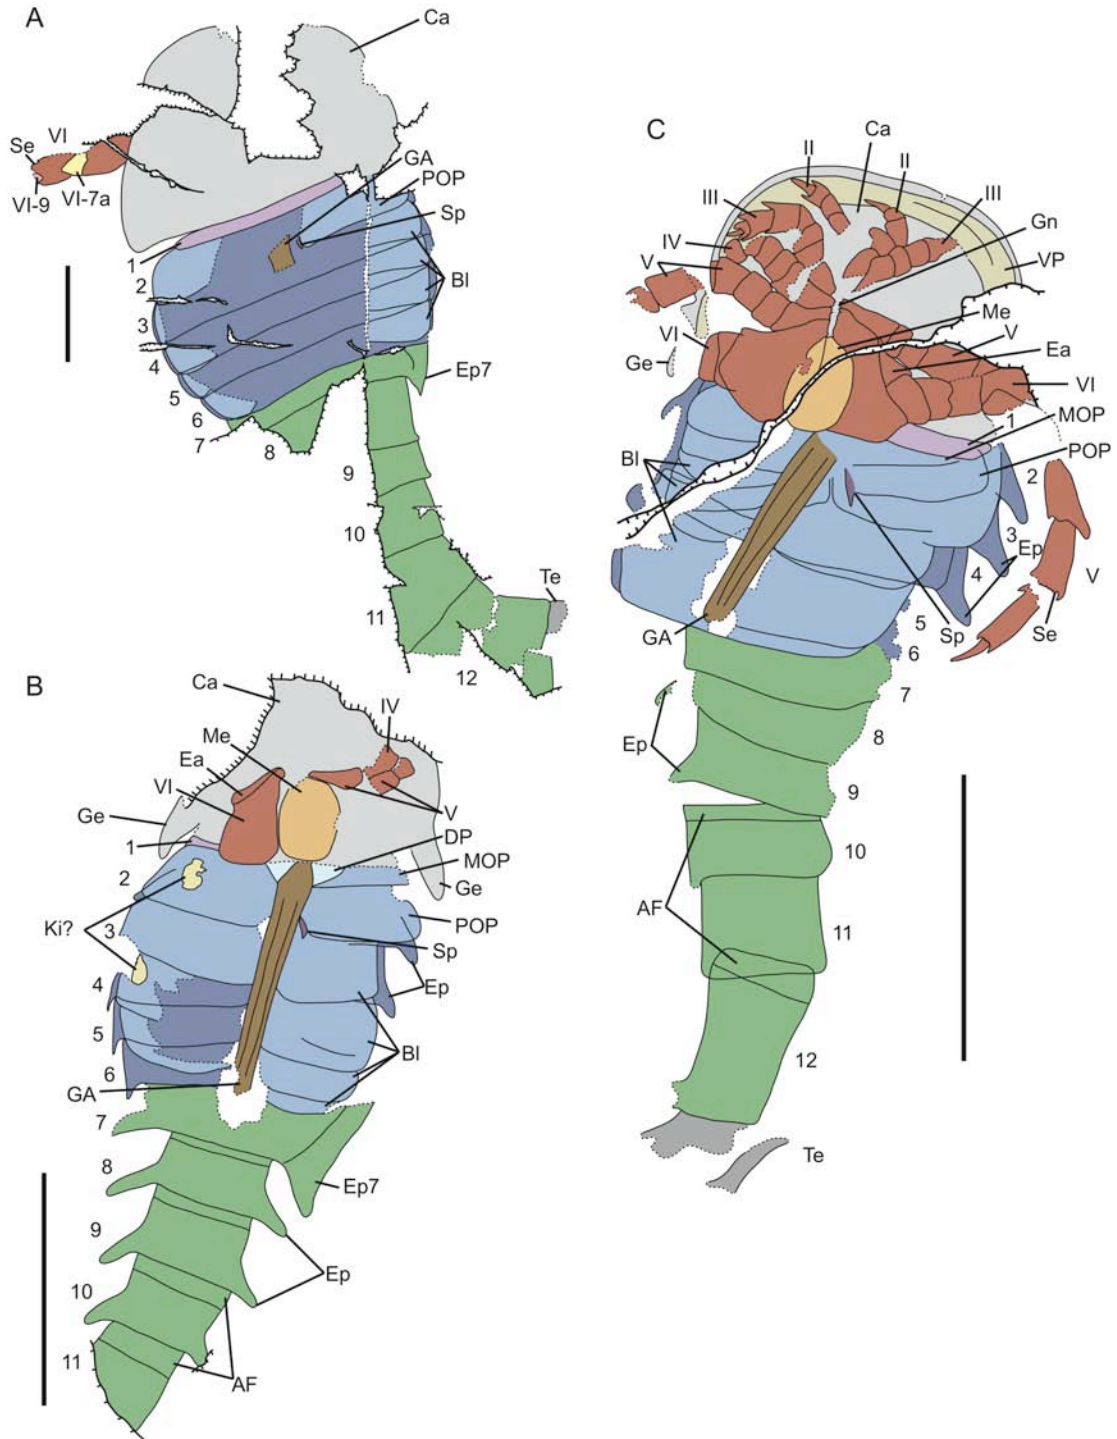 A
Ca
VI
Se
VI-9
VI-7a
GA
POP
Sp
Bl
1
2
3
4
5
6
7
8
Ep7
9
10
11
12
Te
B
Ca
IV
Me
Ea
VI
V
Ge
DP
1
MOP
2
Ge
POP
Ki?
3
Sp
4
Ep
5
Bl
6
GA
7
8
Ep7
9
Ep
10
11
AF
C
Ca
II
II
III
III
Gn
IV
V
VP
Me
VI
V
Ge
Ea
VI
1
MOP
POP
Bl
2
3
Ep
4
V
5
Sp
Se
GA
6
7
Ep
8
9
10
AF
11
12
Te